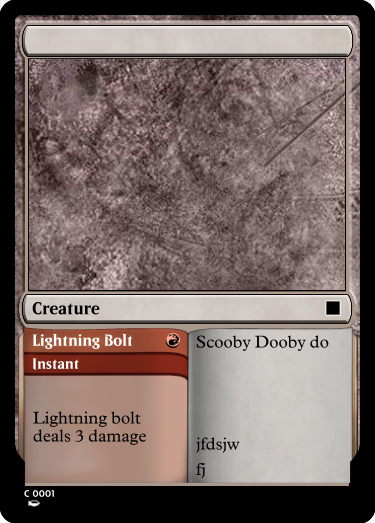 Creature
Lightning Bolt
Instant
Lightning bolt
deals 3 damage
Scooby Dooby do
jfdsjw
fj
C 0001